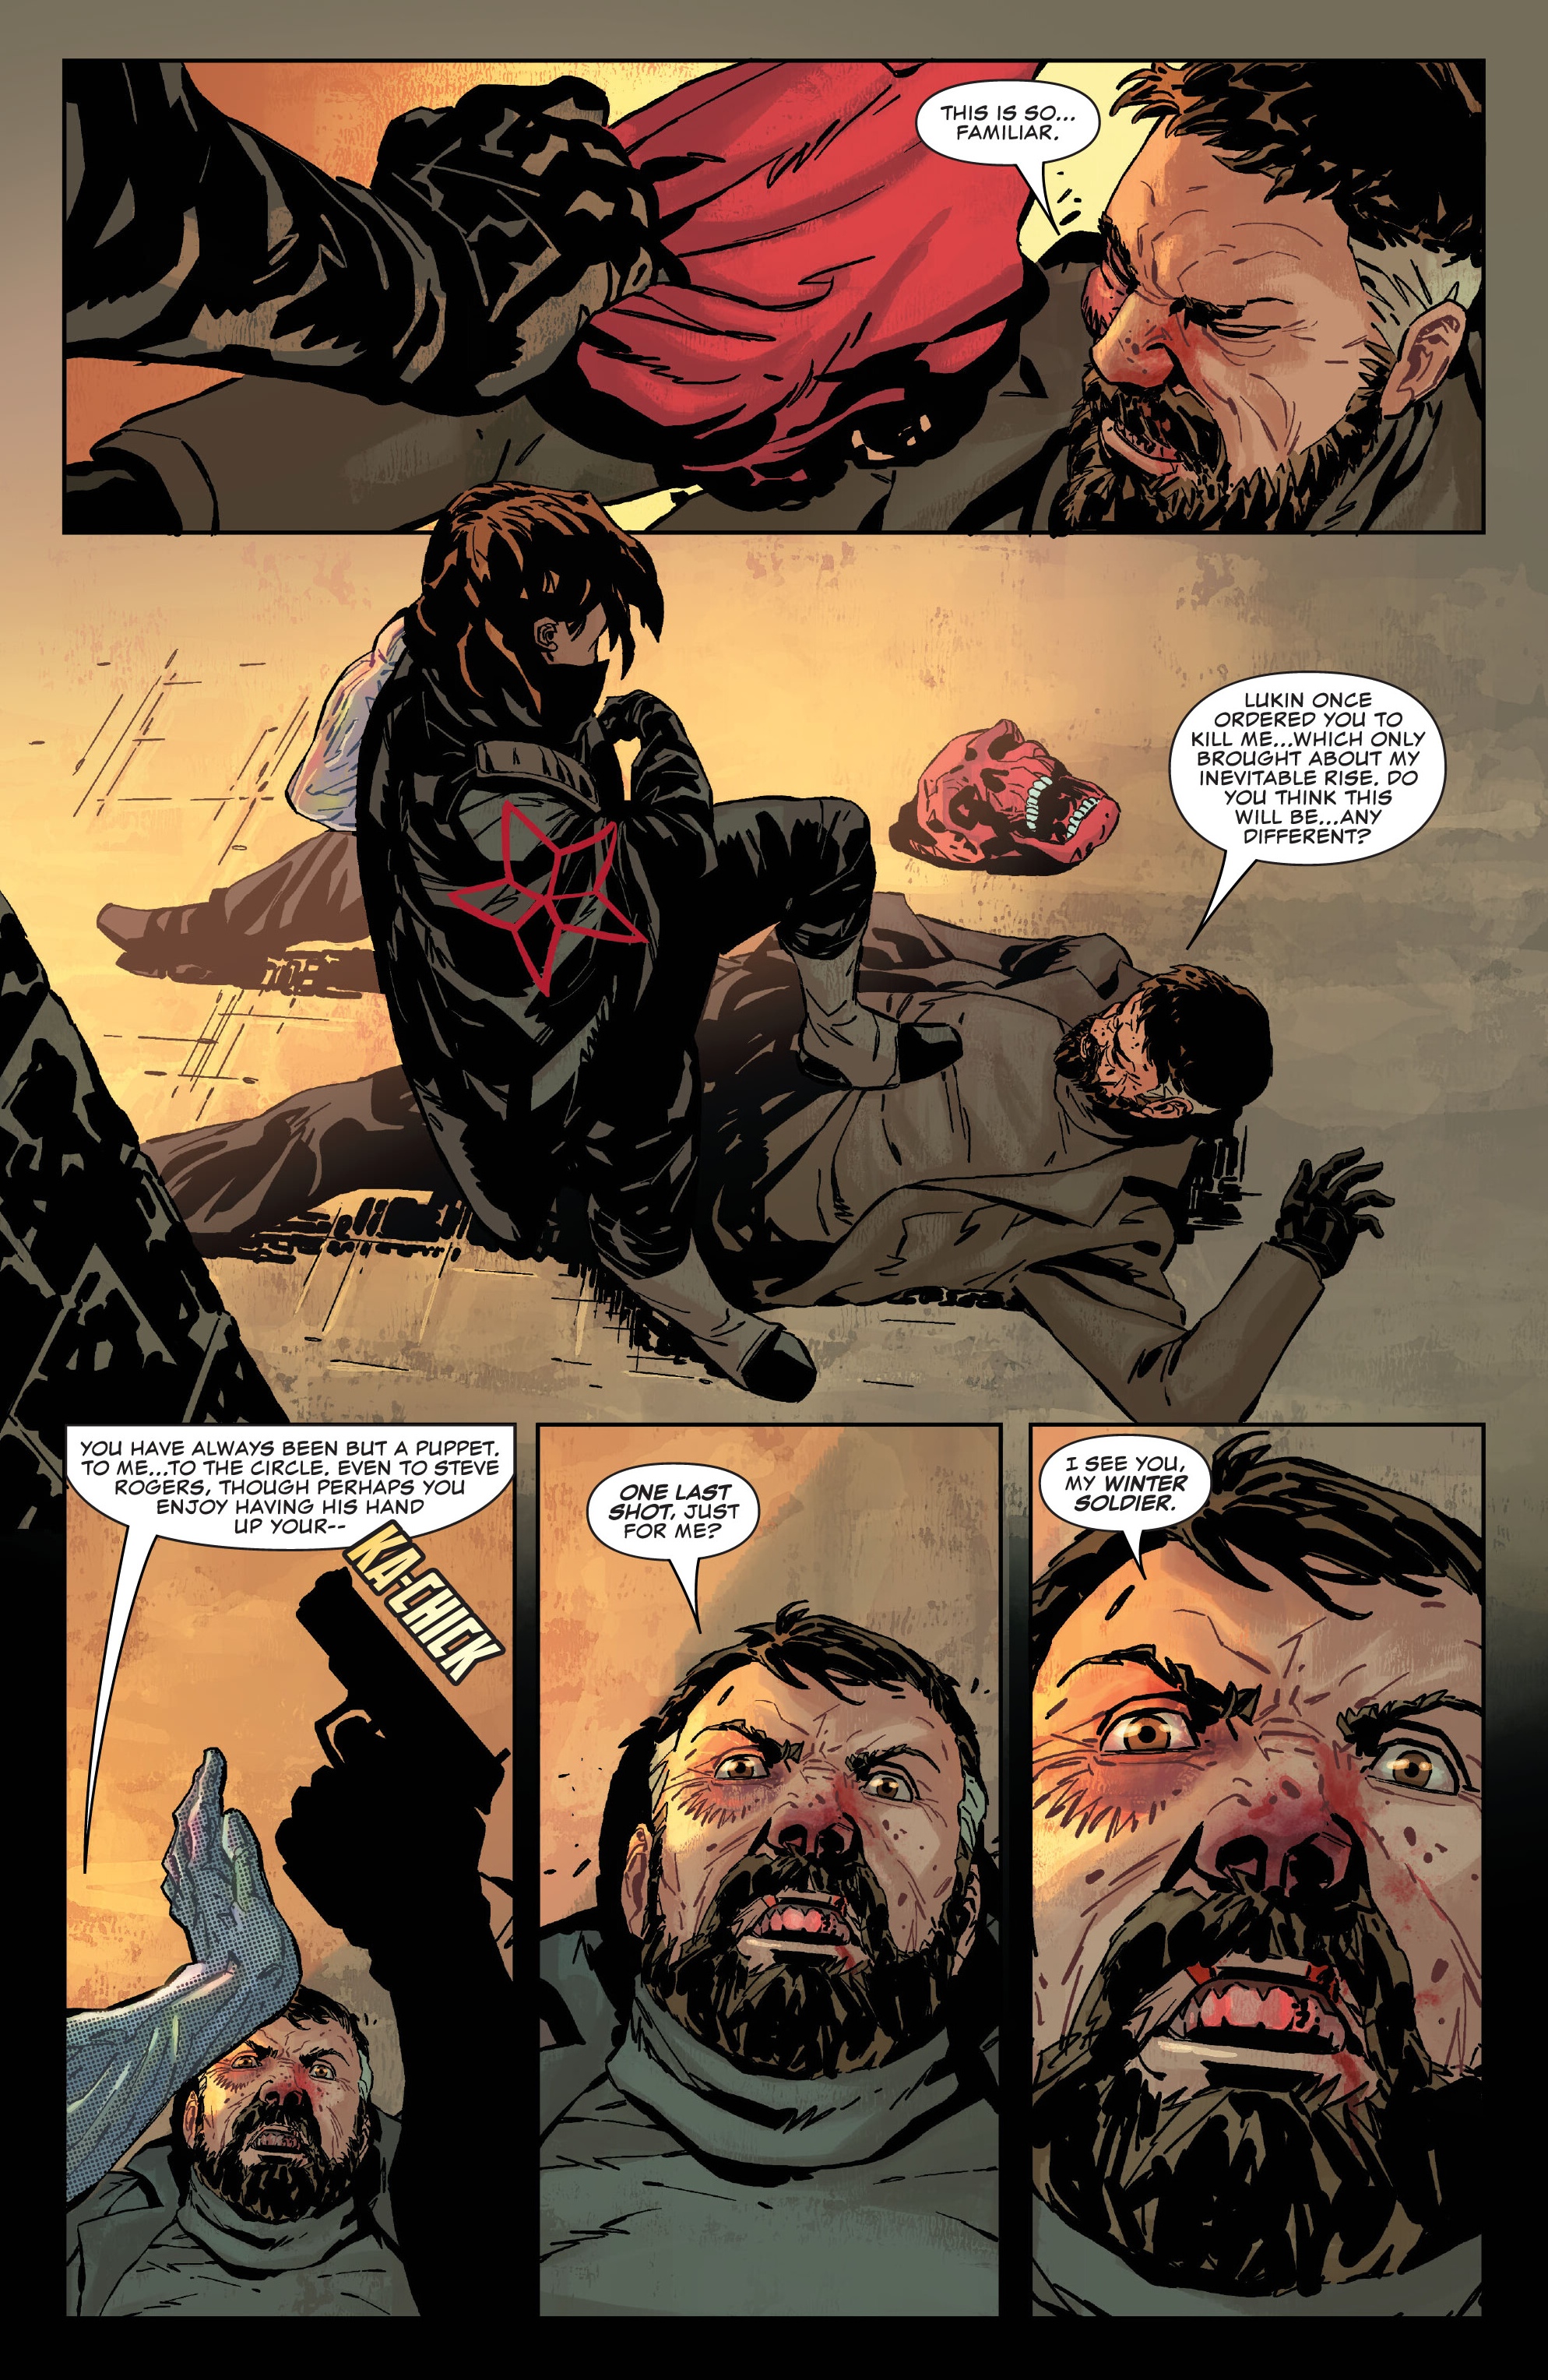 THIS IS SO...
FAMILIAR.
LUKIN ONCE
ORDERED YOU TO
KILL ME...WHICH ONLY
BROUGHT ABOUT MY
INEVITABLE RISE. DO
YOU THINK THIS
WILL BE...ANY
DIFFERENT?
YOU HAVE ALWAYS BEEN BUT A PUPPET.
TO ME...TO THE CIRCLE. EVEN TO STEVE
ROGERS, THOUGH PERHAPS YOU
ENJOY HAVING HIS HAND
UP YOUR--
KA-CHICK
ONE LAST
SHOT, JUST
FOR ME?
I SEE YOU,
MY WINTER
SOLDIER.